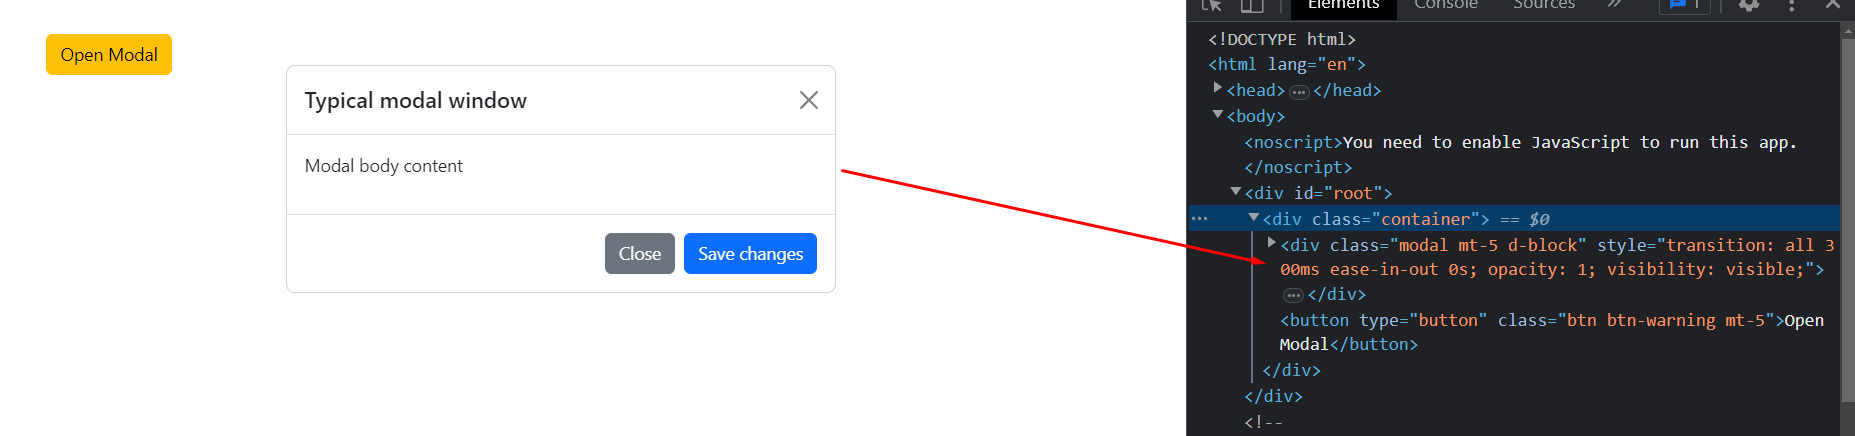 Open Modal
Typical modal window
Modal body content
Close Save changes
Elements Console Sources » 1
<!DOCTYPE html>
<html lang="en">
<head>…</head>
<body>
<noscript>You need to enable JavaScript to run this app.
</noscript>
<div id="root">
… <div class="container"> == $0
<div class="modal mt-5 d-block" style="transition: all 3
00ms ease-in-out 0s; opacity: 1; visibility: visible;">
…</div>
<button type="button" class="btn btn-warning mt-5">Open
Modal</button>
</div>
</div>
<!--